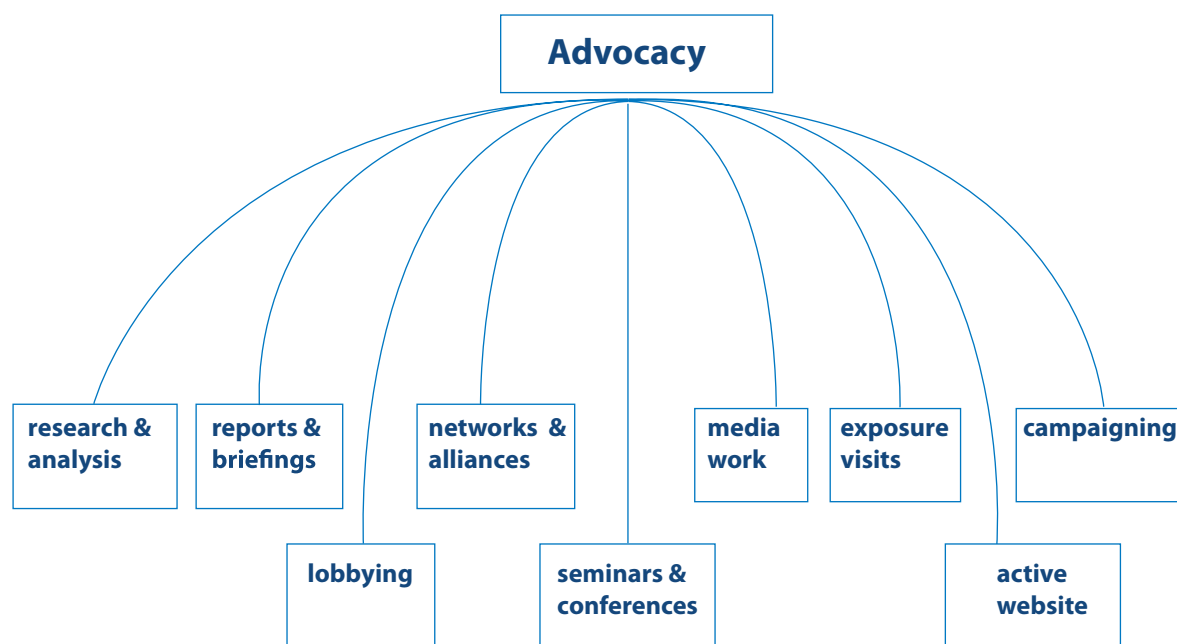 Advocacy
research &
analysis
reports &
briefings
networks &
alliances
media
work
exposure
visits
campaigning
lobbying
seminars &
conferences
active
website